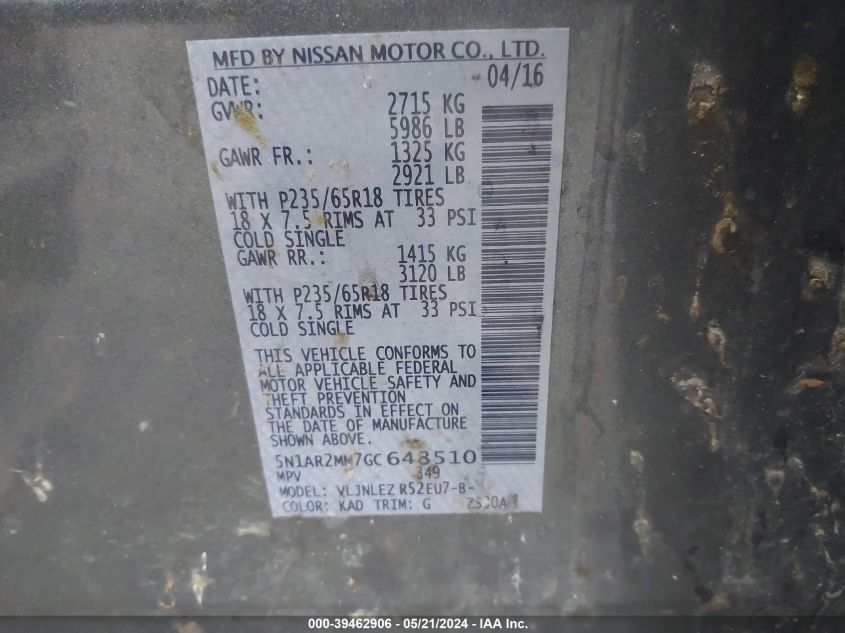 MFD BY NISSAN MOTOR CO., LTD.
DATE: 04/16
GVWR: 2715 KG
5986 LB
GAWR FR.: 1325 KG
2921 LB
WITH P235/65R18 TIRES
18 X 7.5 RIMS AT 33 PSI
COLD SINGLE
GAWR RR.: 1415 KG
3120 LB
WITH P235/65R18 TIRES
18 X 7.5 RIMS AT 33 PSI
COLD SINGLE
THIS VEHICLE CONFORMS TO
ALL APPLICABLE FEDERAL
MOTOR VEHICLE SAFETY AND
THEFT PREVENTION
STANDARDS IN EFFECT ON
THE DATE OF MANUFACTURE
SHOWN ABOVE.
5N1AR2MM7GC648510
MPV 349
MODEL: VLJNLEZ R52EU7-B-
COLOR: KAD TRIM: G
000-39462906 - 05/21/2024 - IAA Inc.